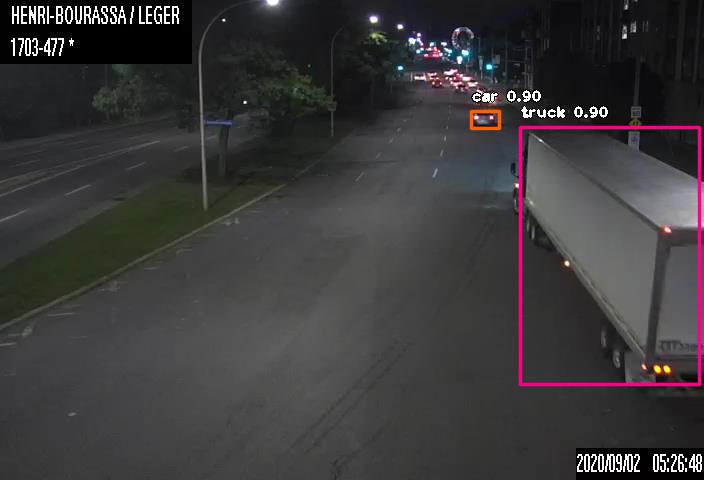 HENRI-BOURASSA / LEGER
1703-477 *
car 0.90
truck 0.90
2020/09/02 05:26:48